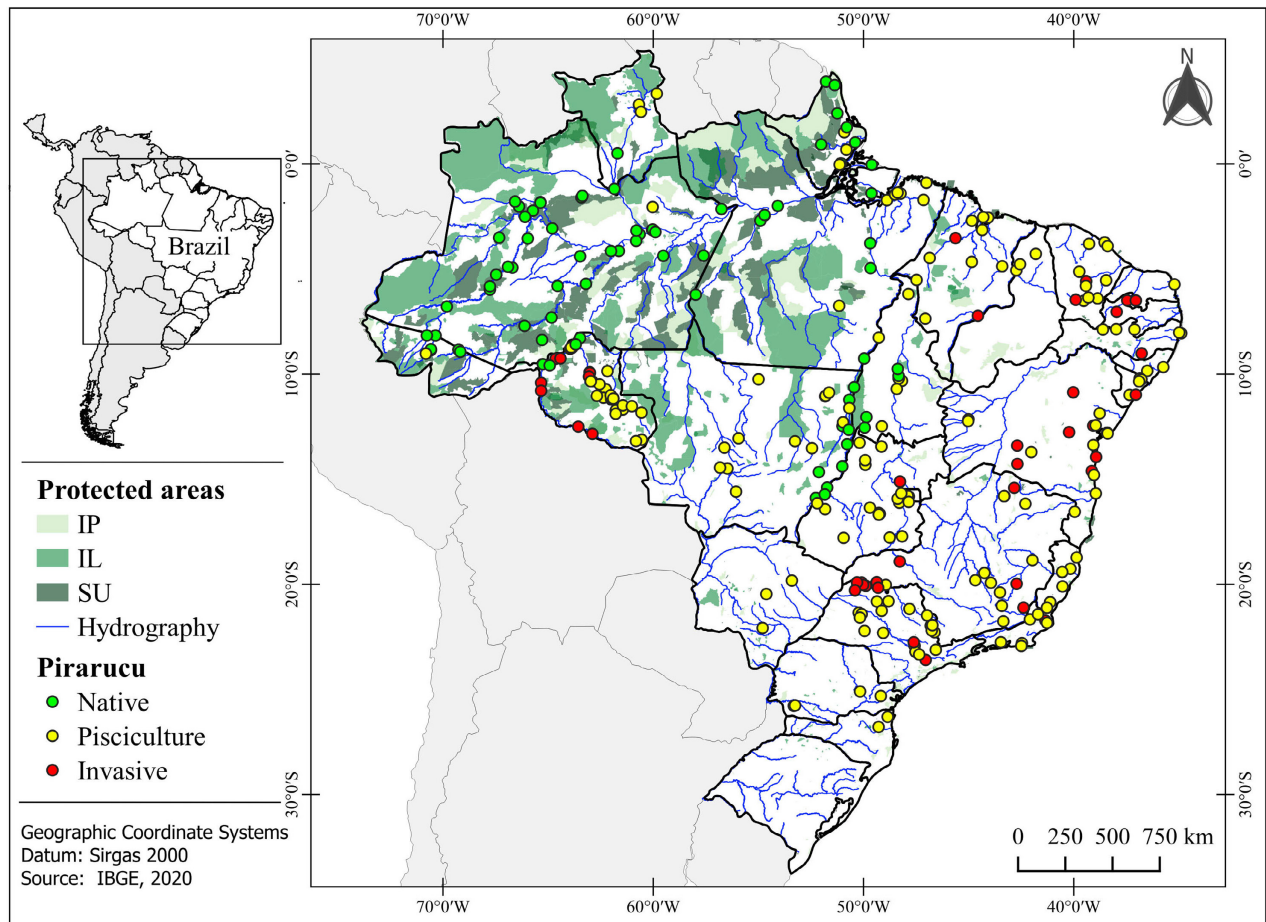 70°0'W 60°0'W 50°0'W 40°0'W
N
Brazil
0°0'
0°0'
10°0'S
10°0'S
20°0'S
20°0'S
30°0'S
30°0'S
Protected areas
IP
IL
SU
Hydrography
Pirarucu
Native
Pisciculture
Invasive
Geographic Coordinate Systems
Datum: Sirgas 2000
Source: IBGE, 2020
0 250 500 750 km
70°0'W 60°0'W 50°0'W 40°0'W